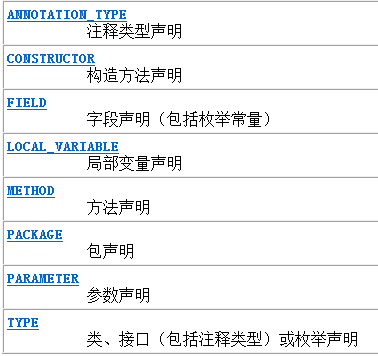 ANNOTATION_TYPE
注释类型声明
CONSTRUCTOR
构造方法声明
FIELD
字段声明（包括枚举常量）
LOCAL_VARIABLE
局部变量声明
METHOD
方法声明
PACKAGE
包声明
PARAMETER
参数声明
TYPE
类、接口（包括注释类型）或枚举声明